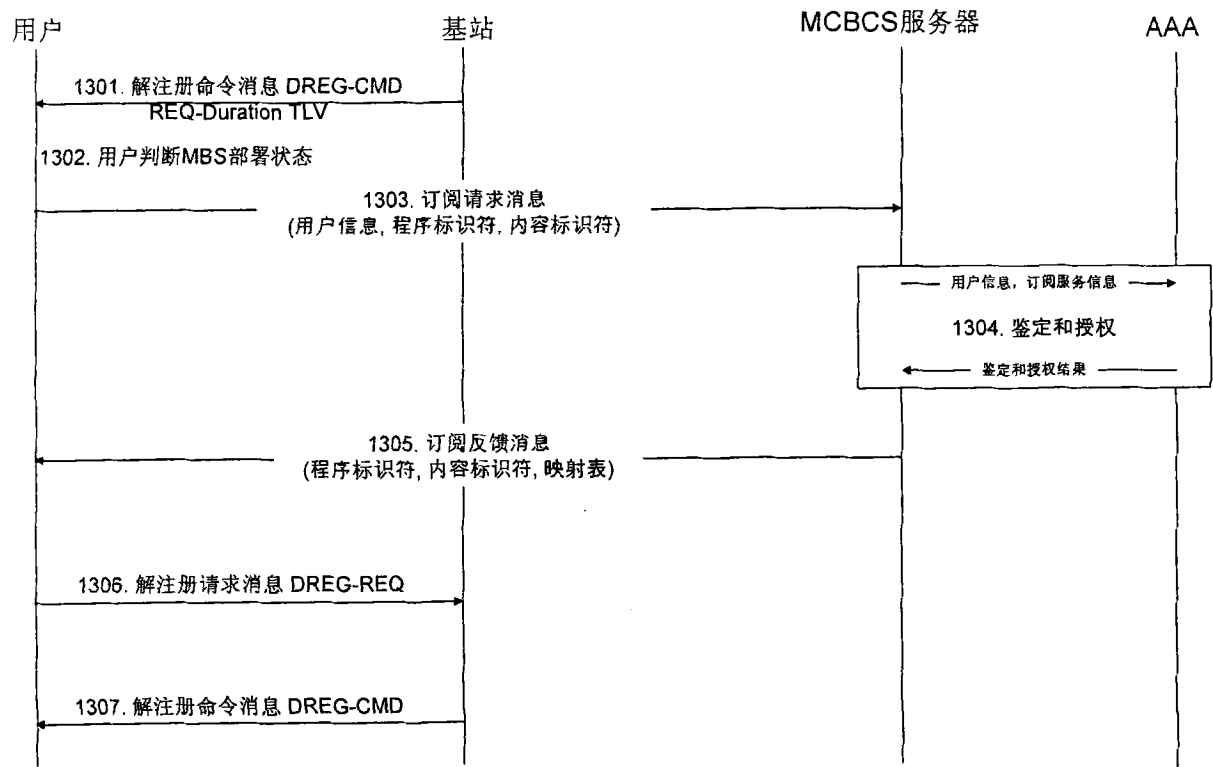 用户
基站
MCBCS服务器
AAA
1301. 解注册命令消息 DREG-CMD
REQ-Duration TLV
1302. 用户判断MBS部署状态
1303. 订阅请求消息
(用户信息, 程序标识符, 内容标识符)
用户信息，订阅服务信息
1304. 鉴定和授权
鉴定和授权结果
1305. 订阅反馈消息
(程序标识符, 内容标识符, 映射表)
1306. 解注册请求消息 DREG-REQ
1307. 解注册命令消息 DREG-CMD